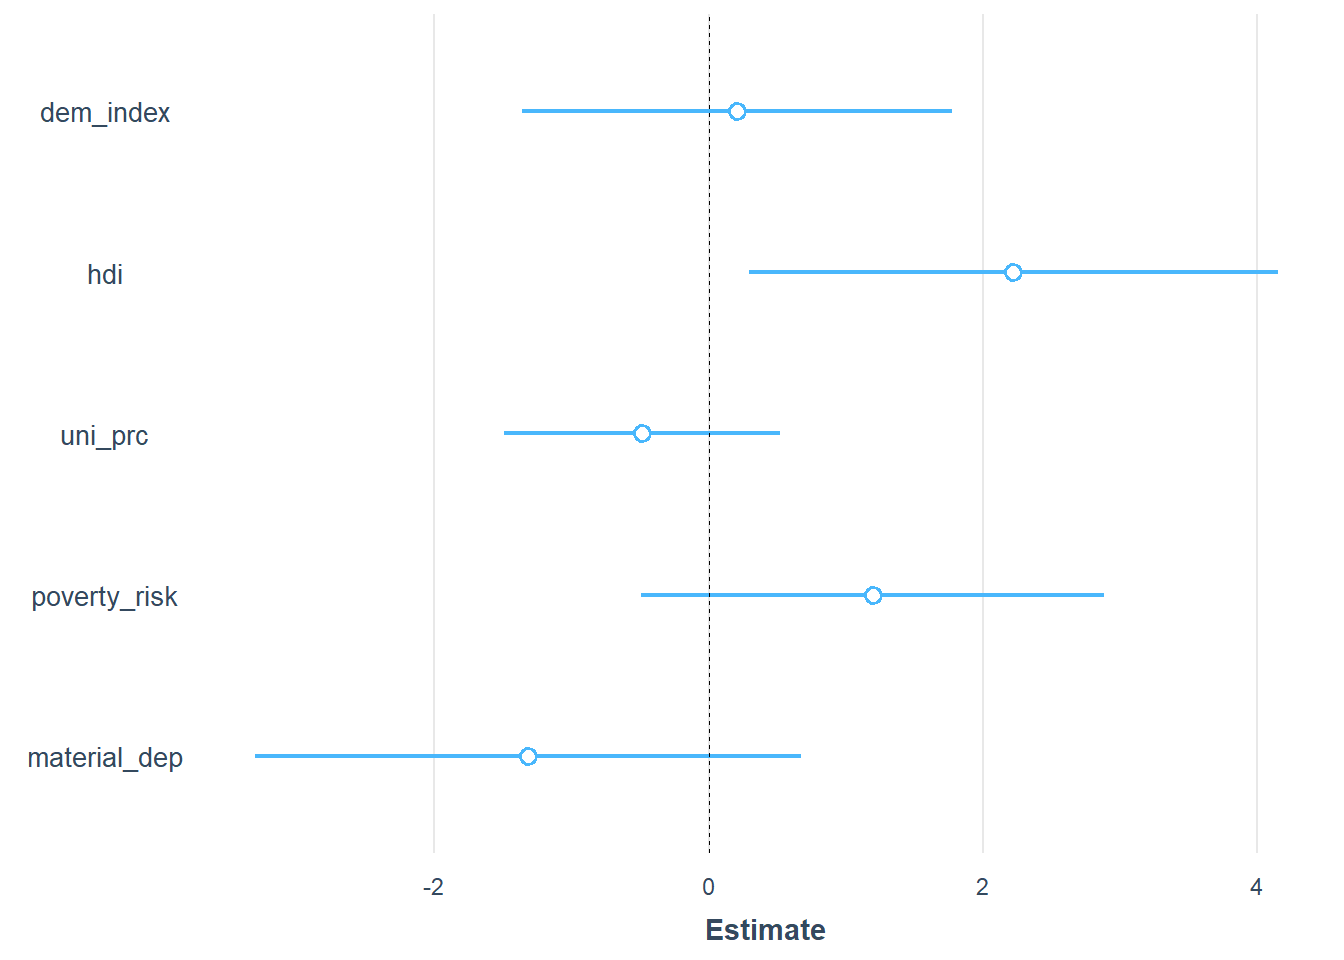 dem_index
hdi
uni_prc
poverty_risk
material_dep
-2 0 2 4
Estimate